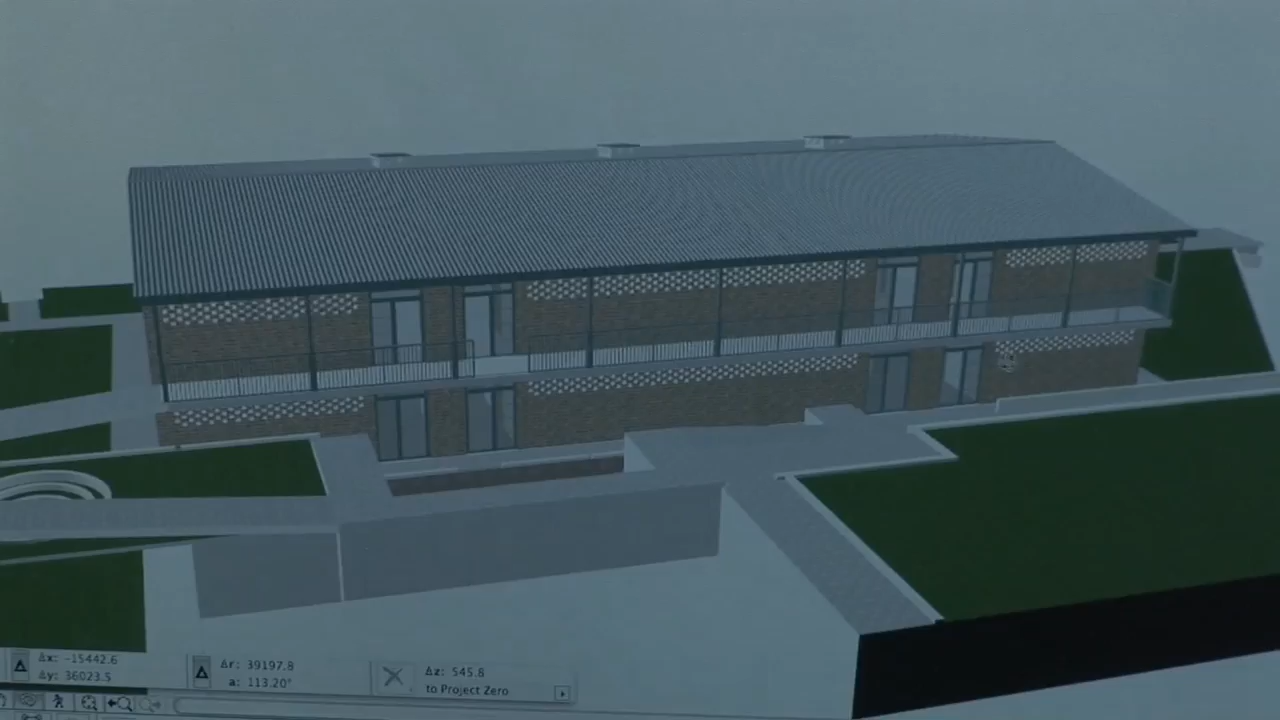 Δx: -15442.6
Δy: 36023.5
Δr: 39197.8
a: 113.20°
Δz: 545.8
to Project Zero